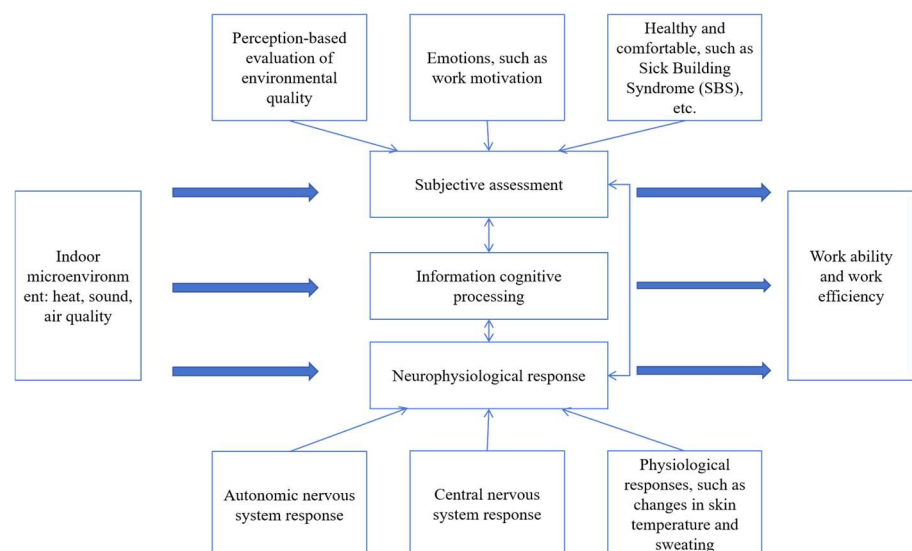 Perception-based
evaluation of
environmental
quality
Emotions, such as
work motivation
Healthy and
comfortable, such as
Sick Building
Syndrome (SBS),
etc.
Subjective assessment
Indoor
microenvironm
ent: heat, sound,
air quality
Information cognitive
processing
Work ability
and work
efficiency
Neurophysiological response
Autonomic nervous
system response
Central nervous
system response
Physiological
responses, such as
changes in skin
temperature and
sweating